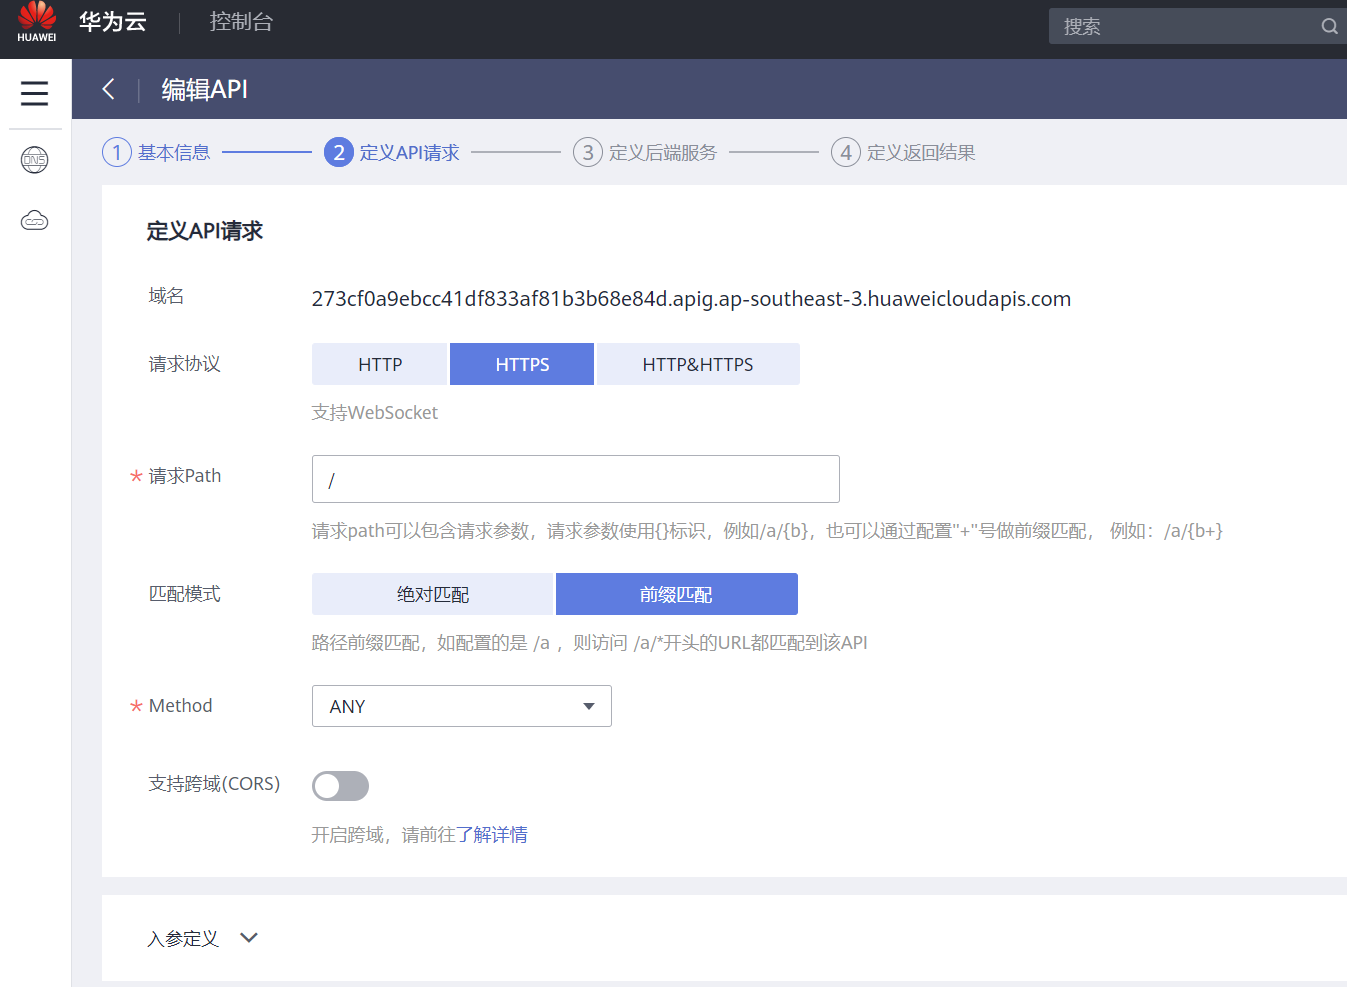 HUAWEI
华为云
控制台
搜索
编辑API
DNS
1 基本信息
2 定义API请求
3 定义后端服务
4 定义返回结果
定义API请求
域名
273cf0a9ebcc41df833af81b3b68e84d.apig.ap-southeast-3.huaweicloudapis.com
请求协议
HTTP
HTTPS
HTTP&HTTPS
支持WebSocket
* 请求Path
/
请求path可以包含请求参数，请求参数使用{}标识，例如/a/{b}，也可以通过配置"+"号做前缀匹配， 例如：/a/{b+}
匹配模式
绝对匹配
前缀匹配
路径前缀匹配，如配置的是 /a ，则访问 /a/*开头的URL都匹配到该API
* Method
ANY
支持跨域(CORS)
开启跨域，请前往了解详情
入参定义